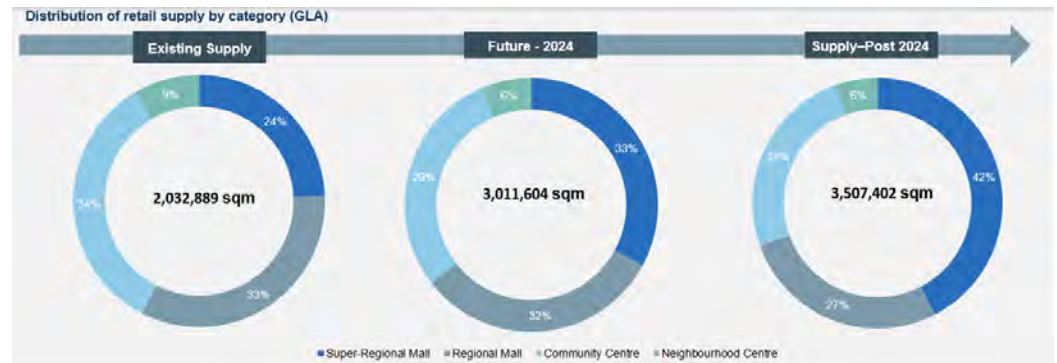 Distribution of retail supply by category (GLA)
Existing Supply
Future - 2024
Supply–Post 2024
9%
24%
34%
33%
2,032,889 sqm
6%
33%
29%
32%
3,011,604 sqm
6%
42%
27%
3,507,402 sqm
Super-Regional Mall
Regional Mall
Community Centre
Neighbourhood Centre